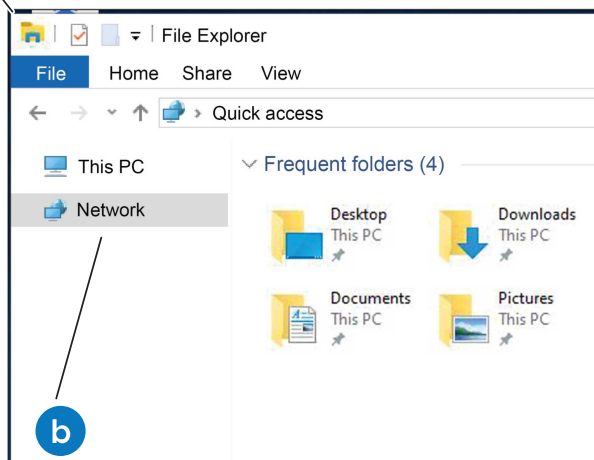 File Explorer
File Home Share View
Quick access
This PC
Network
Frequent folders (4)
Desktop
This PC
Downloads
This PC
Documents
This PC
Pictures
This PC
b